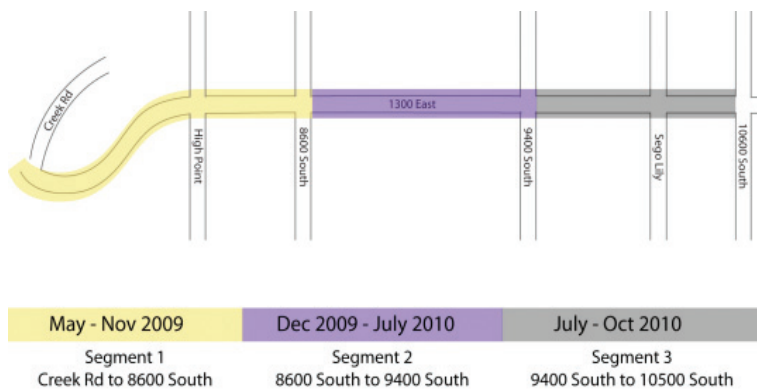 Creek Rd
High Point
8600 South
1300 East
9400 South
Sego Lily
10600 South
May - Nov 2009
Dec 2009 - July 2010
July - Oct 2010
Segment 1
Creek Rd to 8600 South
Segment 2
8600 South to 9400 South
Segment 3
9400 South to 10500 South